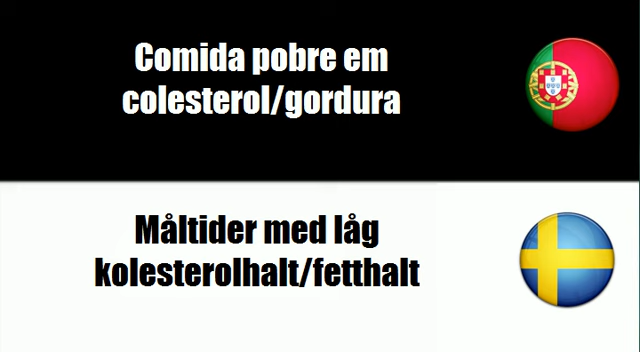 Comida pobre em
colesterol/gordura
Måltider med låg
kolesterolhalt/fetthalt